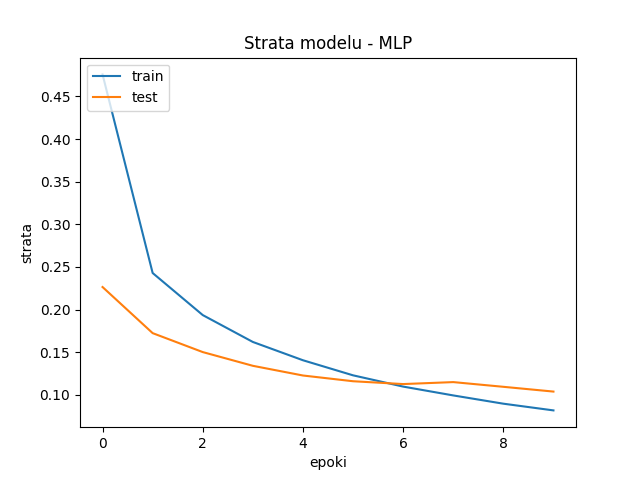 Strata modelu - MLP
train
test
0.45
0.40
0.35
0.30
0.25
0.20
0.15
0.10
strata
0 2 4 6 8
epoki